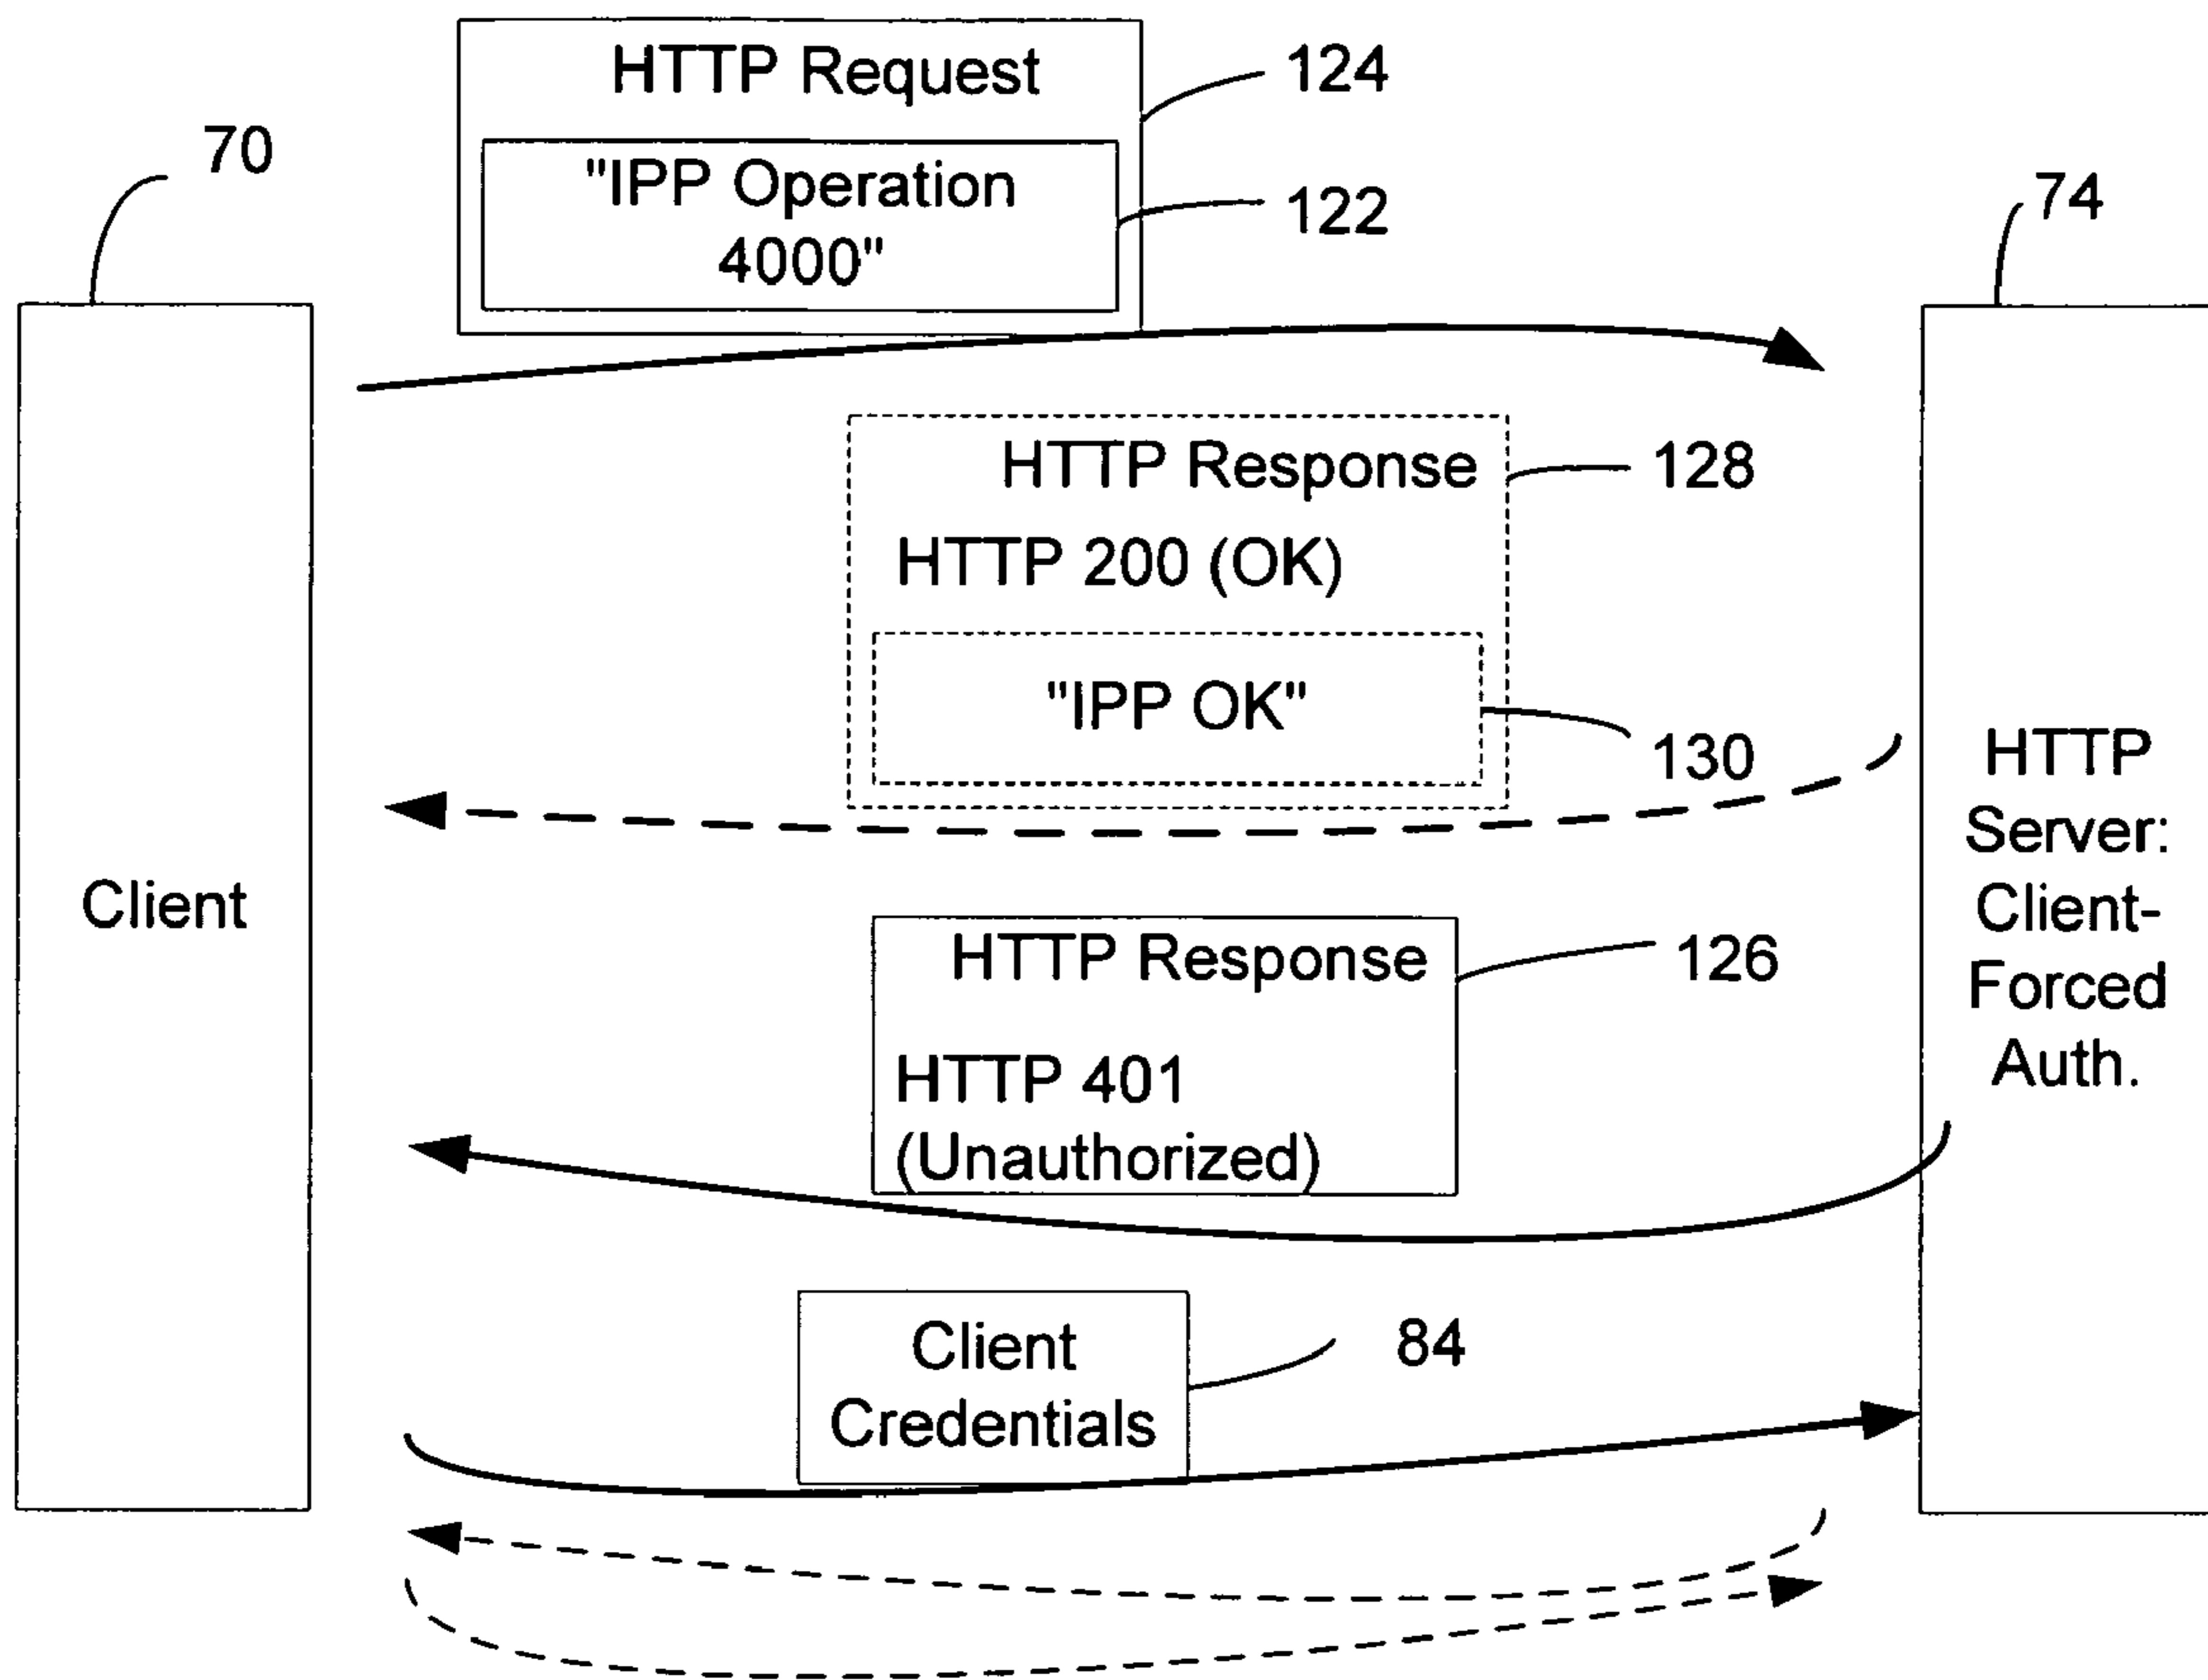 HTTP Request
124
70
"IPP Operation
4000"
122
74
HTTP Response
128
HTTP 200 (OK)
"IPP OK"
130
HTTP
Server:
Client-
Forced
Auth.
Client
HTTP Response
126
HTTP 401
(Unauthorized)
Client
Credentials
84